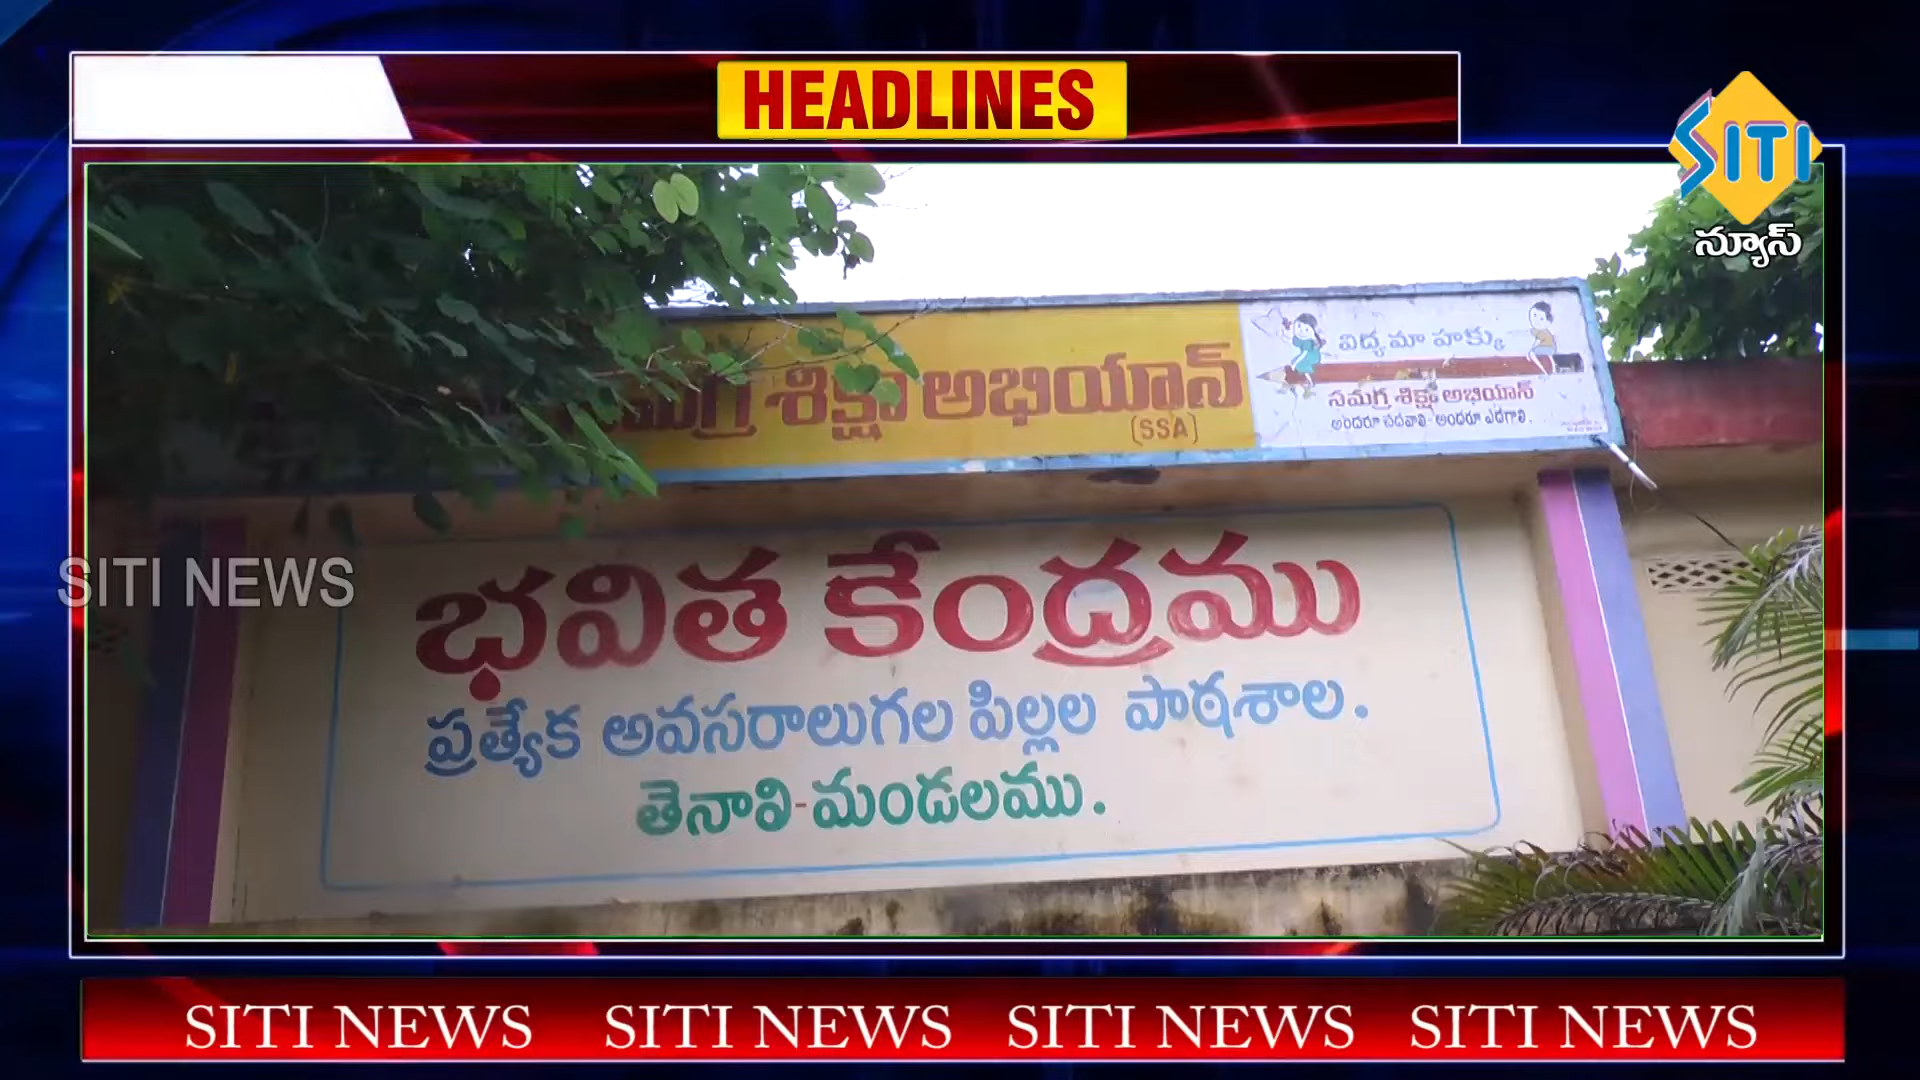 HEADLINES
SITI
న్యూస్
విద్య మా హక్కు
సమగ్ర శిక్షా అభియాన్
(SSA)
సమగ్ర శిక్షా అభియాన్
అందరూ చదవాలి - అందరూ ఎదగాలి.
SITI NEWS
భవిత కేంద్రము
ప్రత్యేక అవసరాలుగల పిల్లల పాఠశాల.
తెనాలి-మండలము.
SITI NEWS SITI NEWS SITI NEWS SITI NEWS